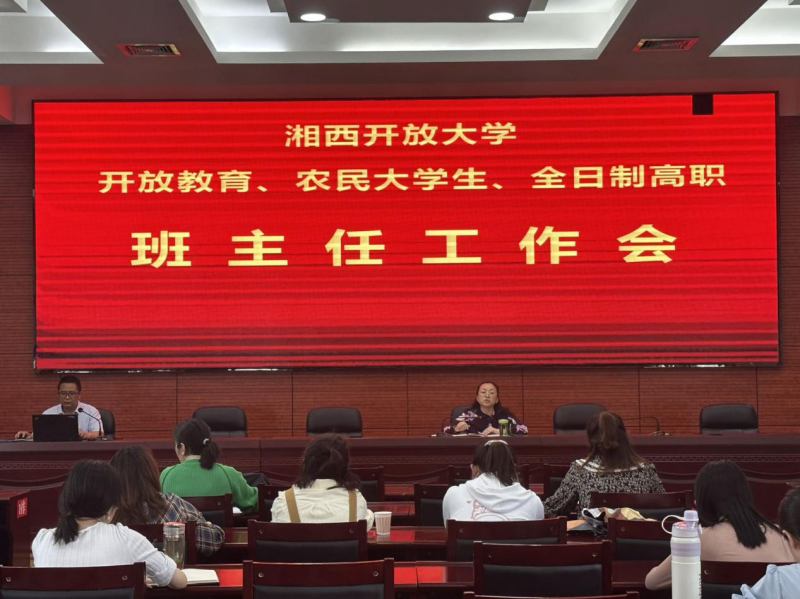 湘西开放大学
开放教育、农民大学生、全日制高职
班主任工作会